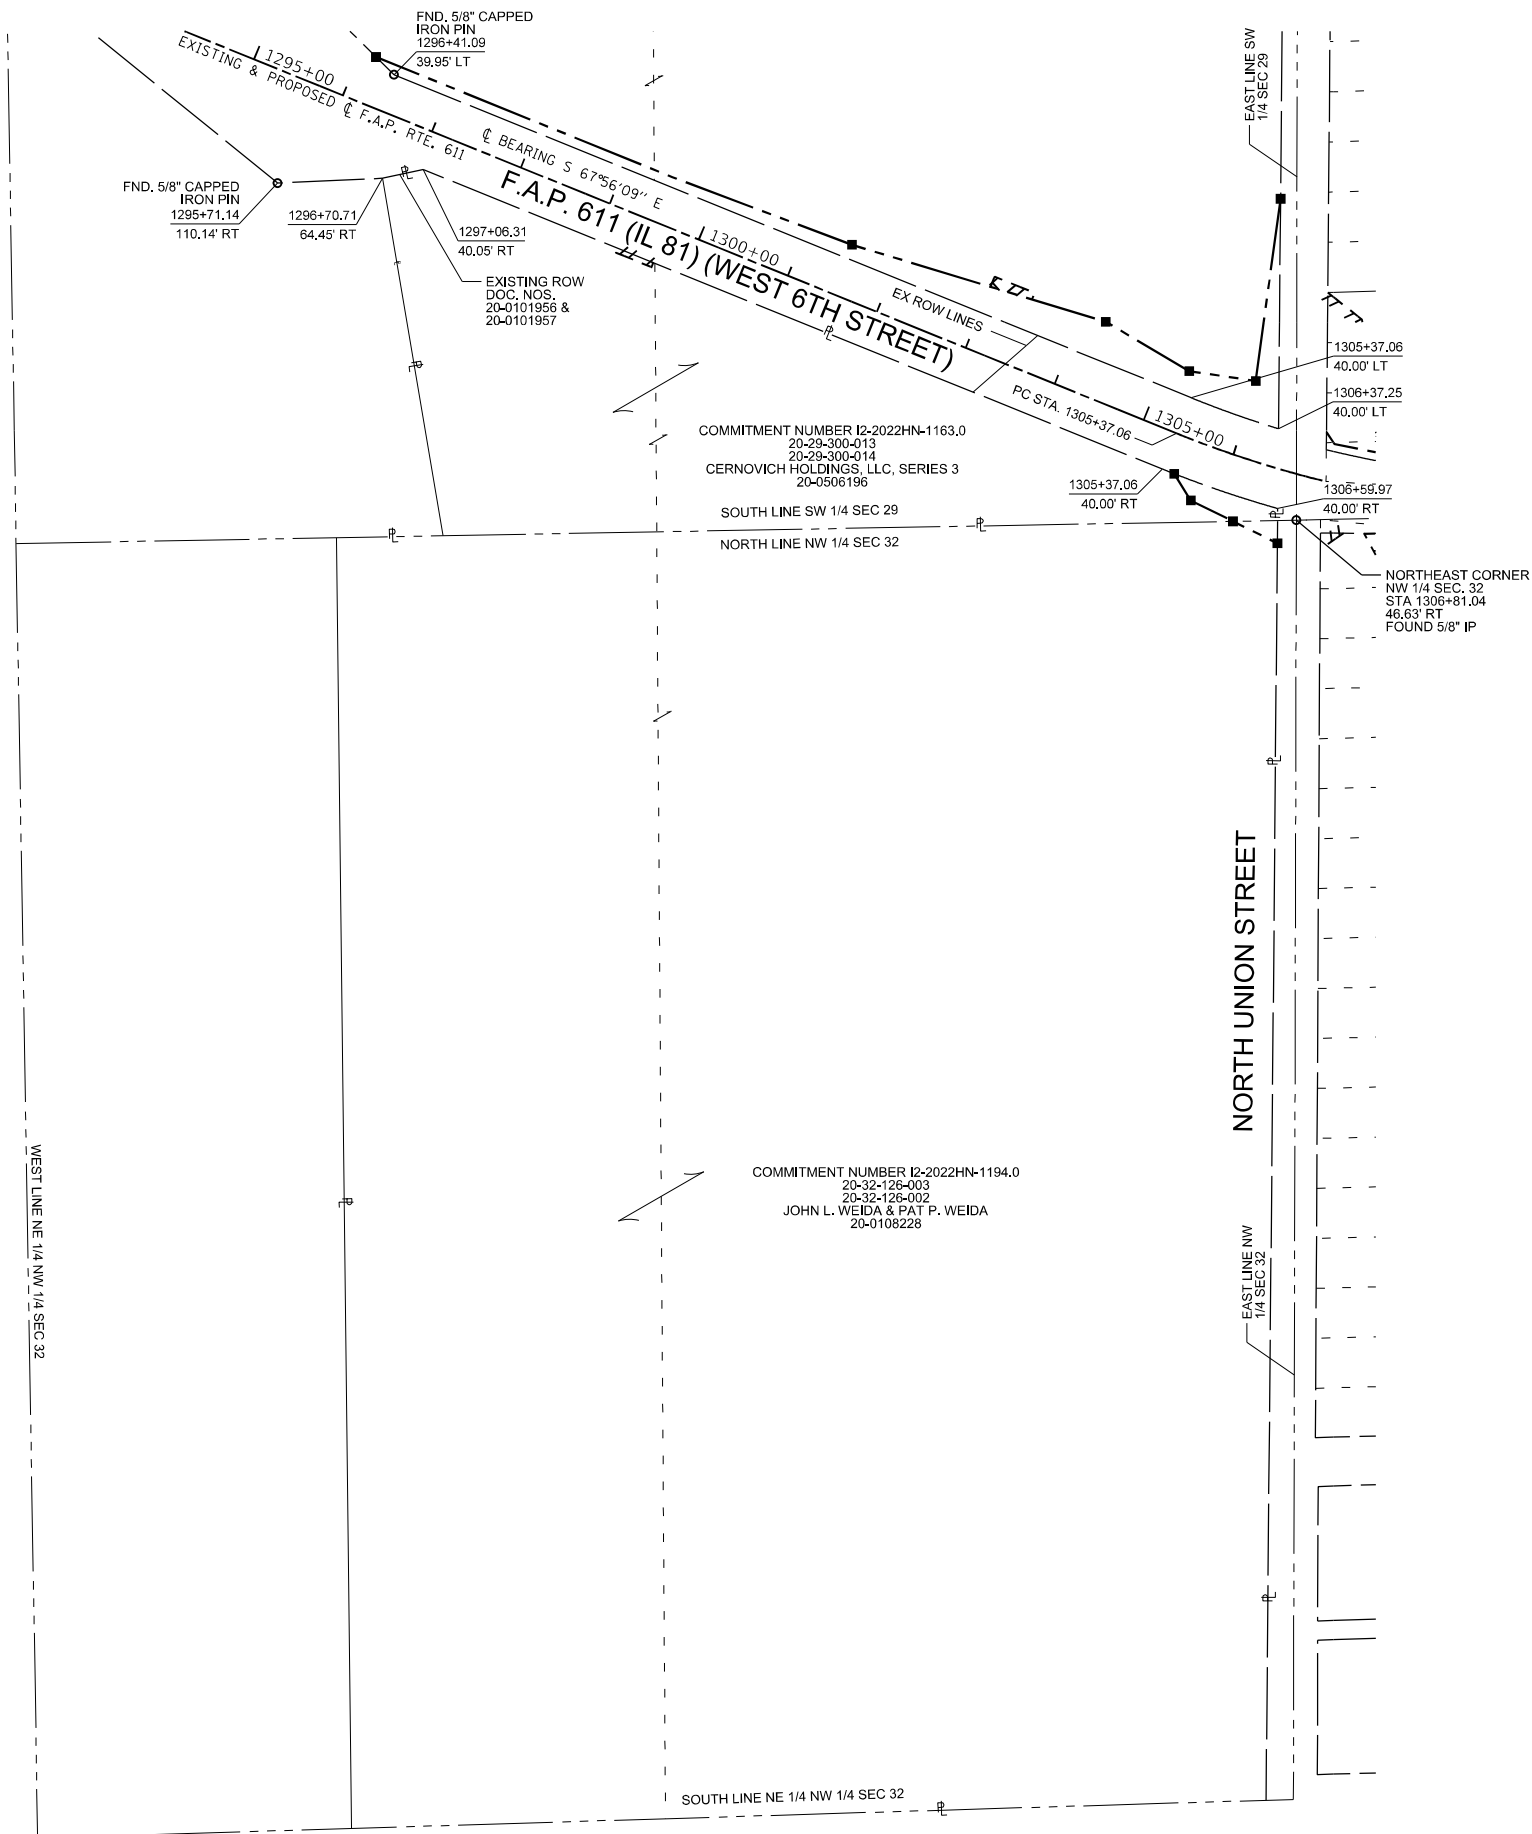 FND. 5/8" CAPPED
IRON PIN
1296+41.09
39.95' LT
EAST LINE SW
1/4 SEC 29
1295+00
EXISTING & PROPOSED ℄ F.A.P. RTE. 611
℄ BEARING S 67°56'09" E
F.A.P. 611 (IL 81) (WEST 6TH STREET)
FND. 5/8" CAPPED
IRON PIN
1295+71.14
110.14' RT
1296+70.71
64.45' RT
1297+06.31
40.05' RT
EXISTING ROW
DOC. NOS.
20-0101956 &
20-0101957
1300+00
EX ROW LINES
1305+37.06
40.00' LT
1306+37.25
40.00' LT
PC STA. 1305+37.06
1305+00
COMMITMENT NUMBER I2-2022HN-1163.0
20-29-300-013
20-29-300-014
CERNOVICH HOLDINGS, LLC, SERIES 3
20-0506196
1305+37.06
40.00' RT
1306+59.97
40.00' RT
SOUTH LINE SW 1/4 SEC 29
NORTH LINE NW 1/4 SEC 32
NORTHEAST CORNER
NW 1/4 SEC. 32
STA 1306+81.04
46.63' RT
FOUND 5/8" IP
NORTH UNION STREET
WEST LINE NE 1/4 NW 1/4 SEC 32
COMMITMENT NUMBER I2-2022HN-1194.0
20-32-126-003
20-32-126-002
JOHN L. WEIDA & PAT P. WEIDA
20-0108228
EAST LINE NW
1/4 SEC 32
SOUTH LINE NE 1/4 NW 1/4 SEC 32